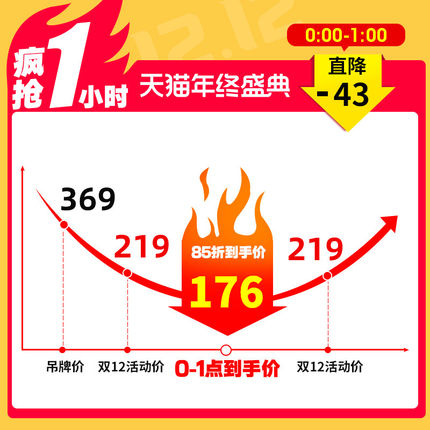 12.12
疯抢1小时
天猫年终盛典
0:00-1:00
直降
-43
369
219
85折到手价
176
219
吊牌价
双12活动价
0-1点到手价
双12活动价